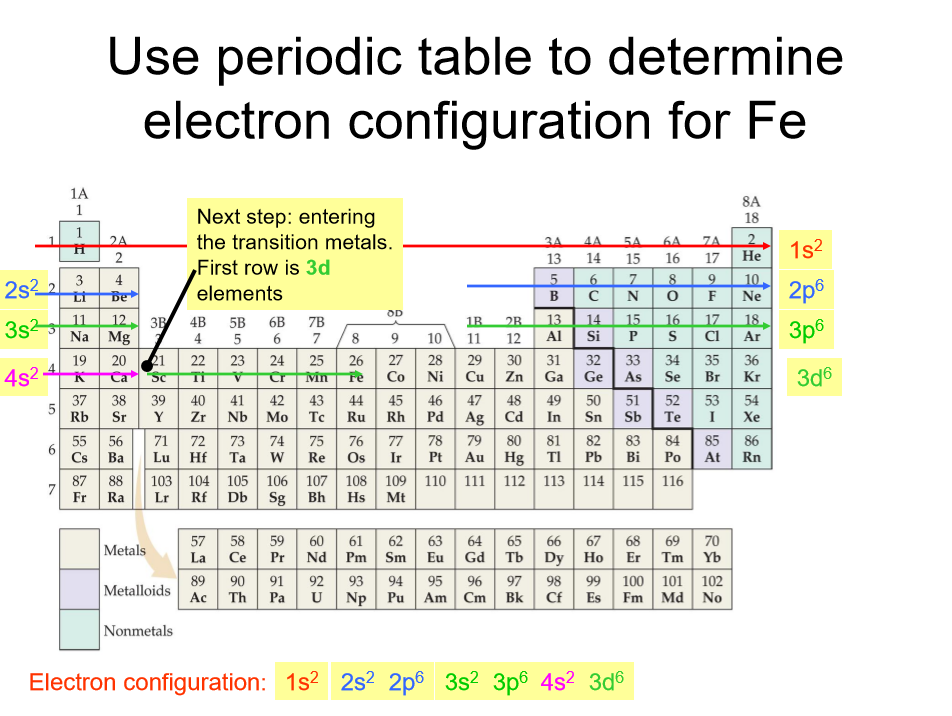 Use periodic table to determine
electron configuration for Fe
1A
1
8A
18
Next step: entering
the transition metals.
First row is 3d
elements
1 1 H 2A 2 3A 13 4A 14 5A 15 6A 16 7A 17 2 He 1s²
2s² 2 3 Li 4 Be 5 B 6 C 7 N 8 O 9 F 10 Ne 2p⁶
3s² 3 11 Na 12 Mg 3B 3 4B 4 5B 5 6B 6 7B 7 8B 8 9 10 1B 11 2B 12 13 Al 14 Si 15 P 16 S 17 Cl 18 Ar 3p⁶
4s² 4 19 K 20 Ca 21 Sc 22 Ti 23 V 24 Cr 25 Mn 26 Fe 27 Co 28 Ni 29 Cu 30 Zn 31 Ga 32 Ge 33 As 34 Se 35 Br 36 Kr 3d⁶
5 37 Rb 38 Sr 39 Y 40 Zr 41 Nb 42 Mo 43 Tc 44 Ru 45 Rh 46 Pd 47 Ag 48 Cd 49 In 50 Sn 51 Sb 52 Te 53 I 54 Xe
6 55 Cs 56 Ba 71 Lu 72 Hf 73 Ta 74 W 75 Re 76 Os 77 Ir 78 Pt 79 Au 80 Hg 81 Tl 82 Pb 83 Bi 84 Po 85 At 86 Rn
7 87 Fr 88 Ra 103 Lr 104 Rf 105 Db 106 Sg 107 Bh 108 Hs 109 Mt 110 111 112 113 114 115 116
Metals
57 La 58 Ce 59 Pr 60 Nd 61 Pm 62 Sm 63 Eu 64 Gd 65 Tb 66 Dy 67 Ho 68 Er 69 Tm 70 Yb
Metalloids
89 Ac 90 Th 91 Pa 92 U 93 Np 94 Pu 95 Am 96 Cm 97 Bk 98 Cf 99 Es 100 Fm 101 Md 102 No
Nonmetals
Electron configuration: 1s² 2s² 2p⁶ 3s² 3p⁶ 4s² 3d⁶